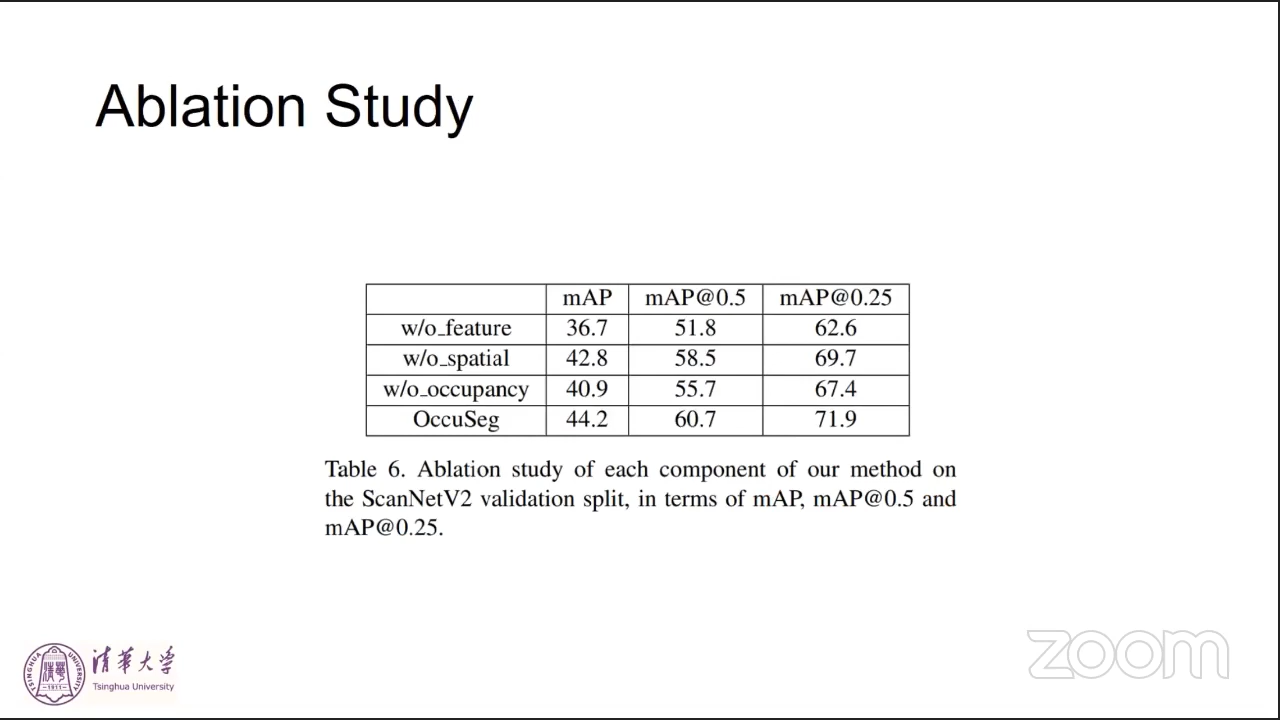 Ablation Study
mAP mAP@0.5 mAP@0.25
w/o_feature 36.7 51.8 62.6
w/o_spatial 42.8 58.5 69.7
w/o_occupancy 40.9 55.7 67.4
OccuSeg 44.2 60.7 71.9
Table 6. Ablation study of each component of our method on
the ScanNetV2 validation split, in terms of mAP, mAP@0.5 and
mAP@0.25.
TSINGHUA UNIVERSITY
-1911-
清华大学
Tsinghua University
zoom